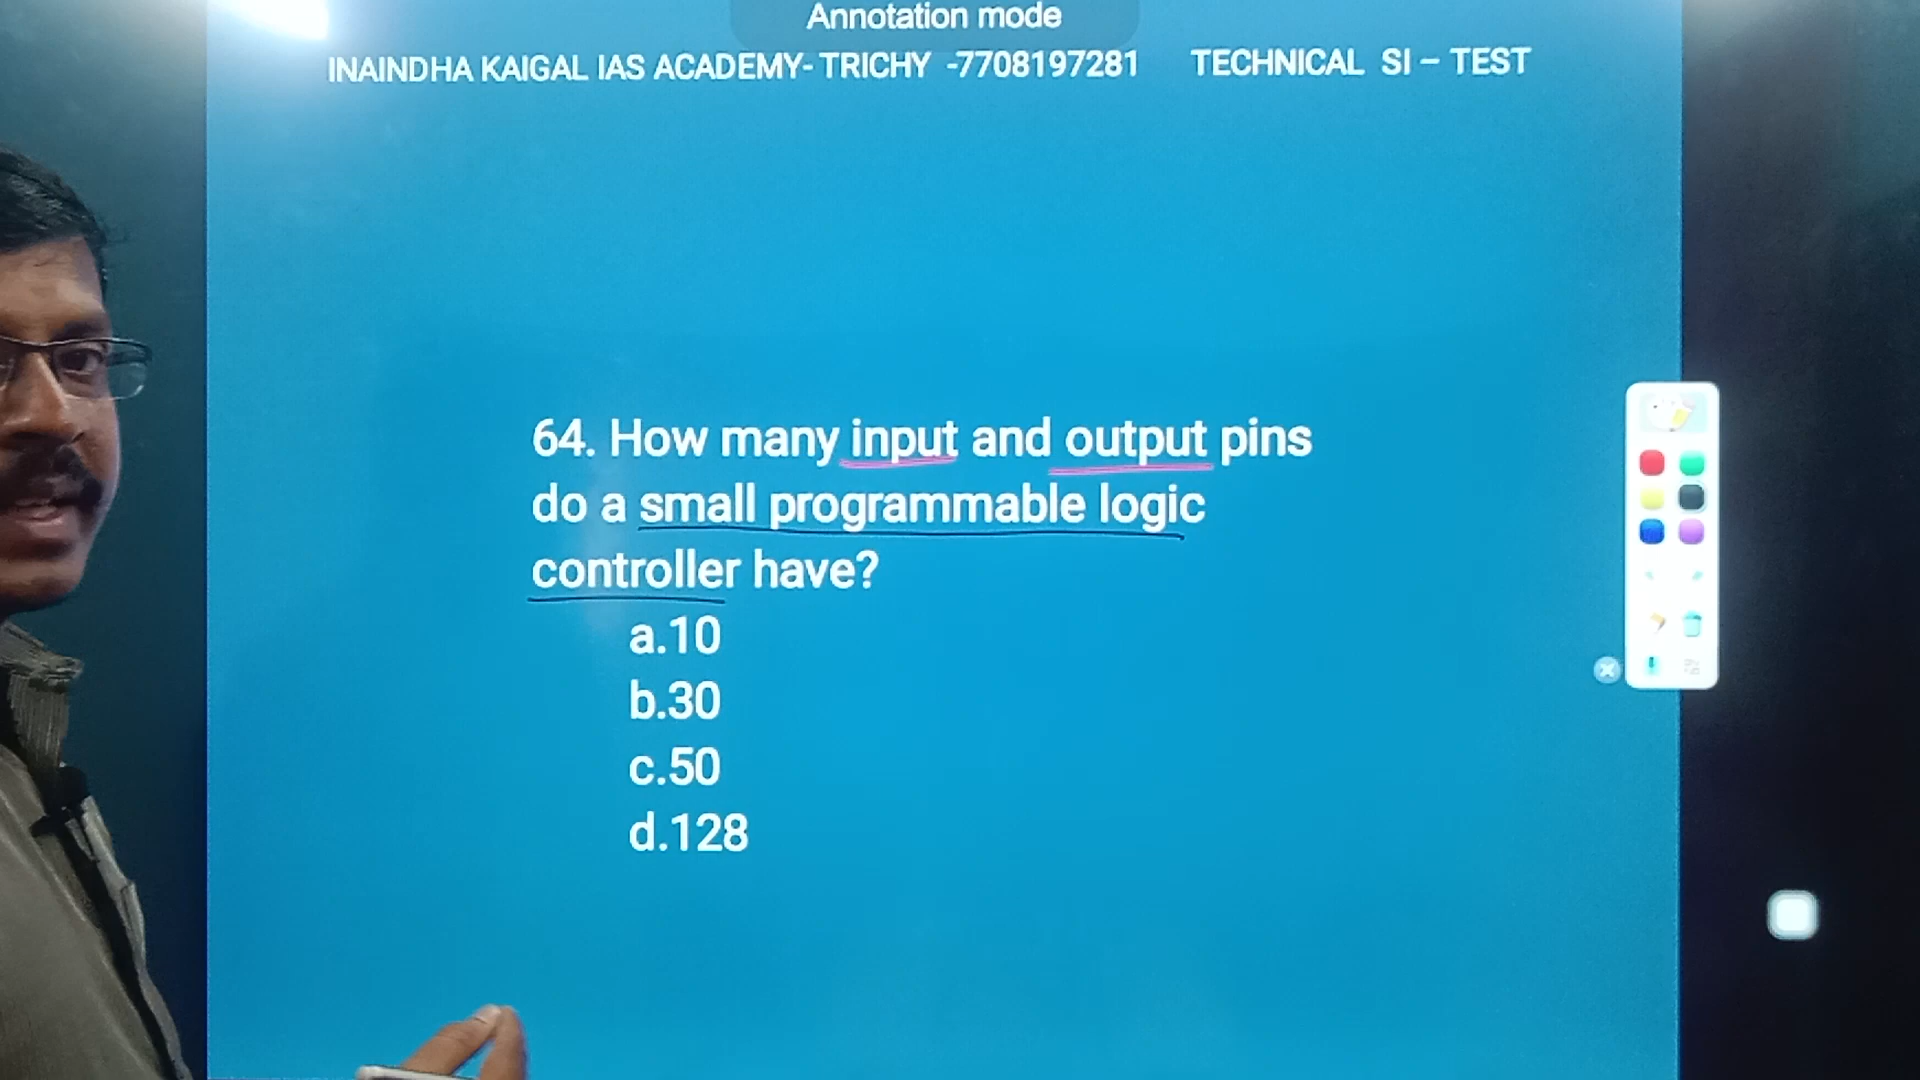 Annotation mode
INAINDHA KAIGAL IAS ACADEMY- TRICHY -7708197281 TECHNICAL SI – TEST
64. How many input and output pins
do a small programmable logic
controller have?
a.10
b.30
c.50
d.128